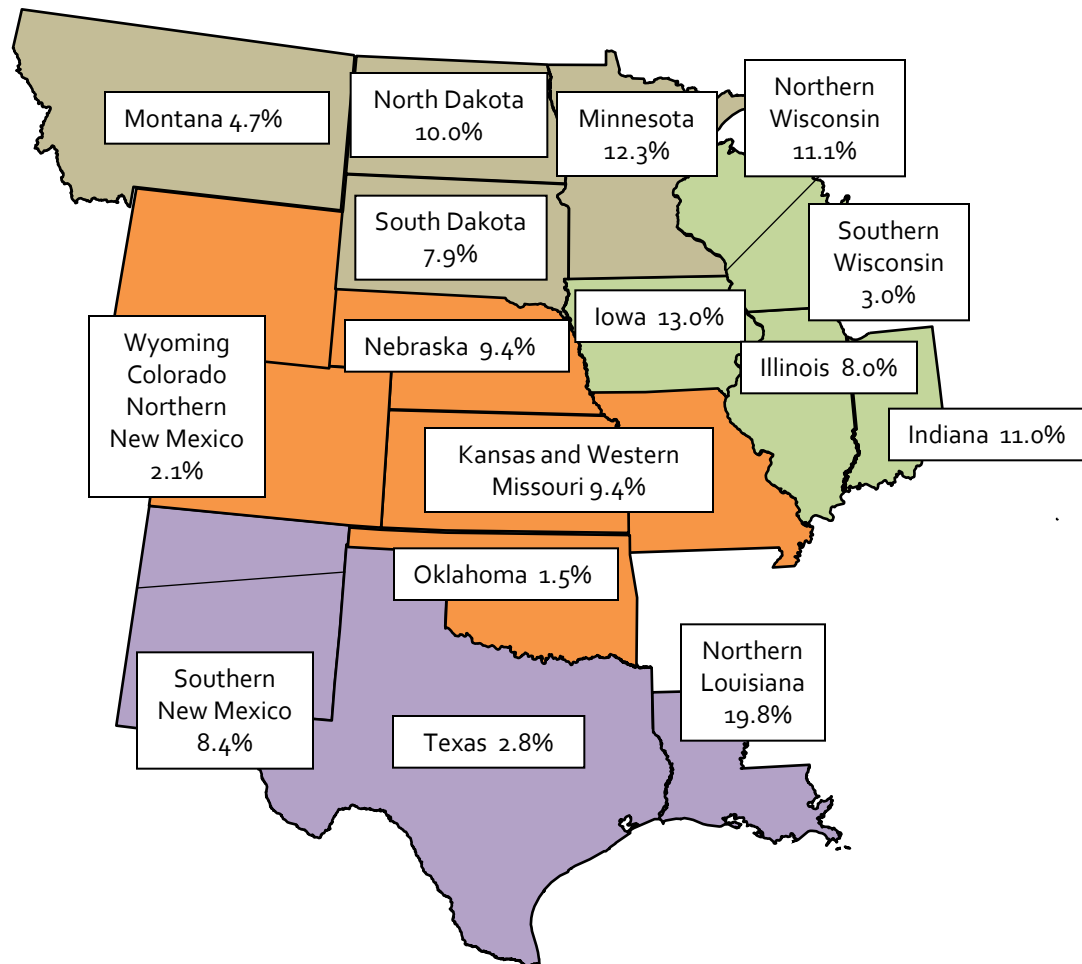 Montana 4.7%
North Dakota
10.0%
Minnesota
12.3%
Northern
Wisconsin
11.1%
South Dakota
7.9%
Southern
Wisconsin
3.0%
Iowa 13.0%
Nebraska 9.4%
Wyoming
Colorado
Northern
New Mexico
2.1%
Illinois 8.0%
Indiana 11.0%
Kansas and Western
Missouri 9.4%
Oklahoma 1.5%
Southern
New Mexico
8.4%
Texas 2.8%
Northern
Louisiana
19.8%